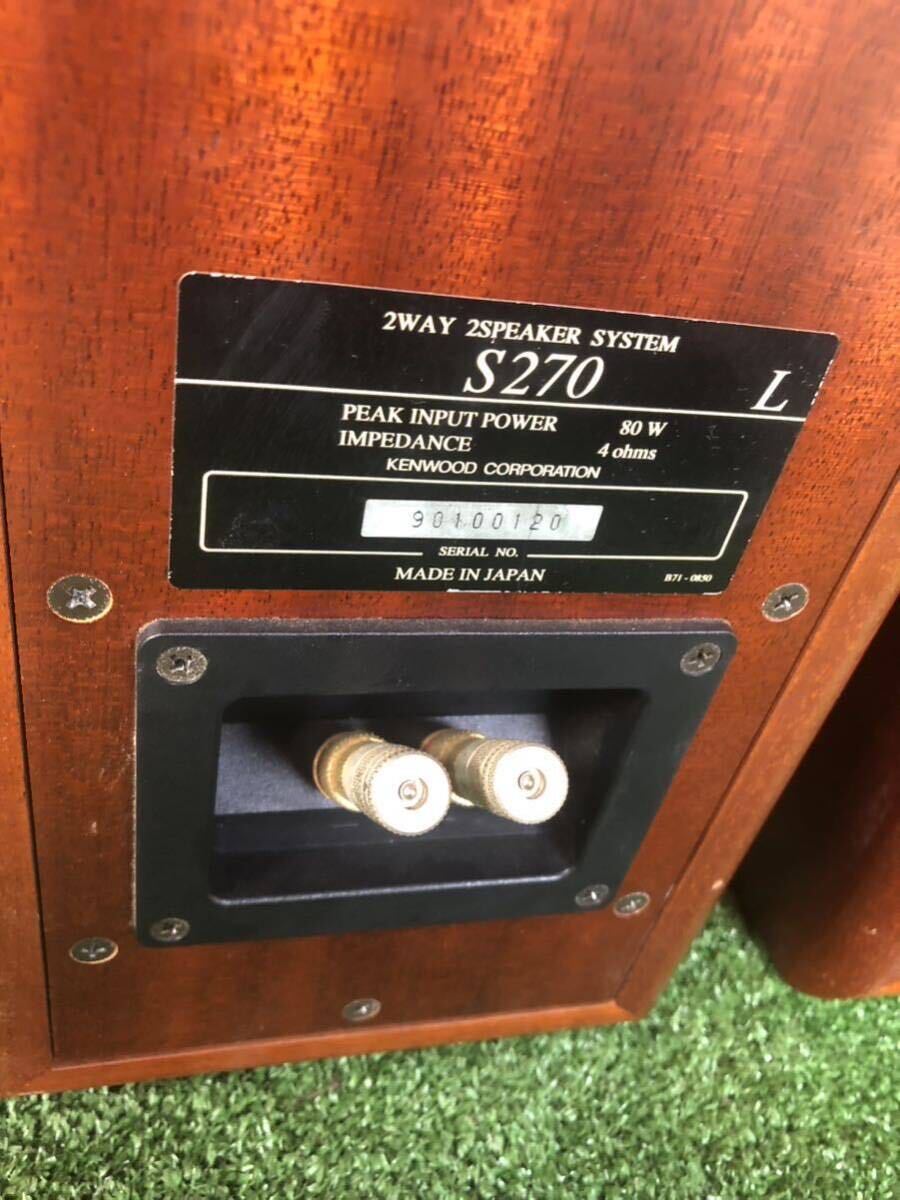 2WAY 2SPEAKER SYSTEM
S270
L
PEAK INPUT POWER 80 W
IMPEDANCE 4 ohms
KENWOOD CORPORATION
90100120
SERIAL NO.
MADE IN JAPAN
B71-0850